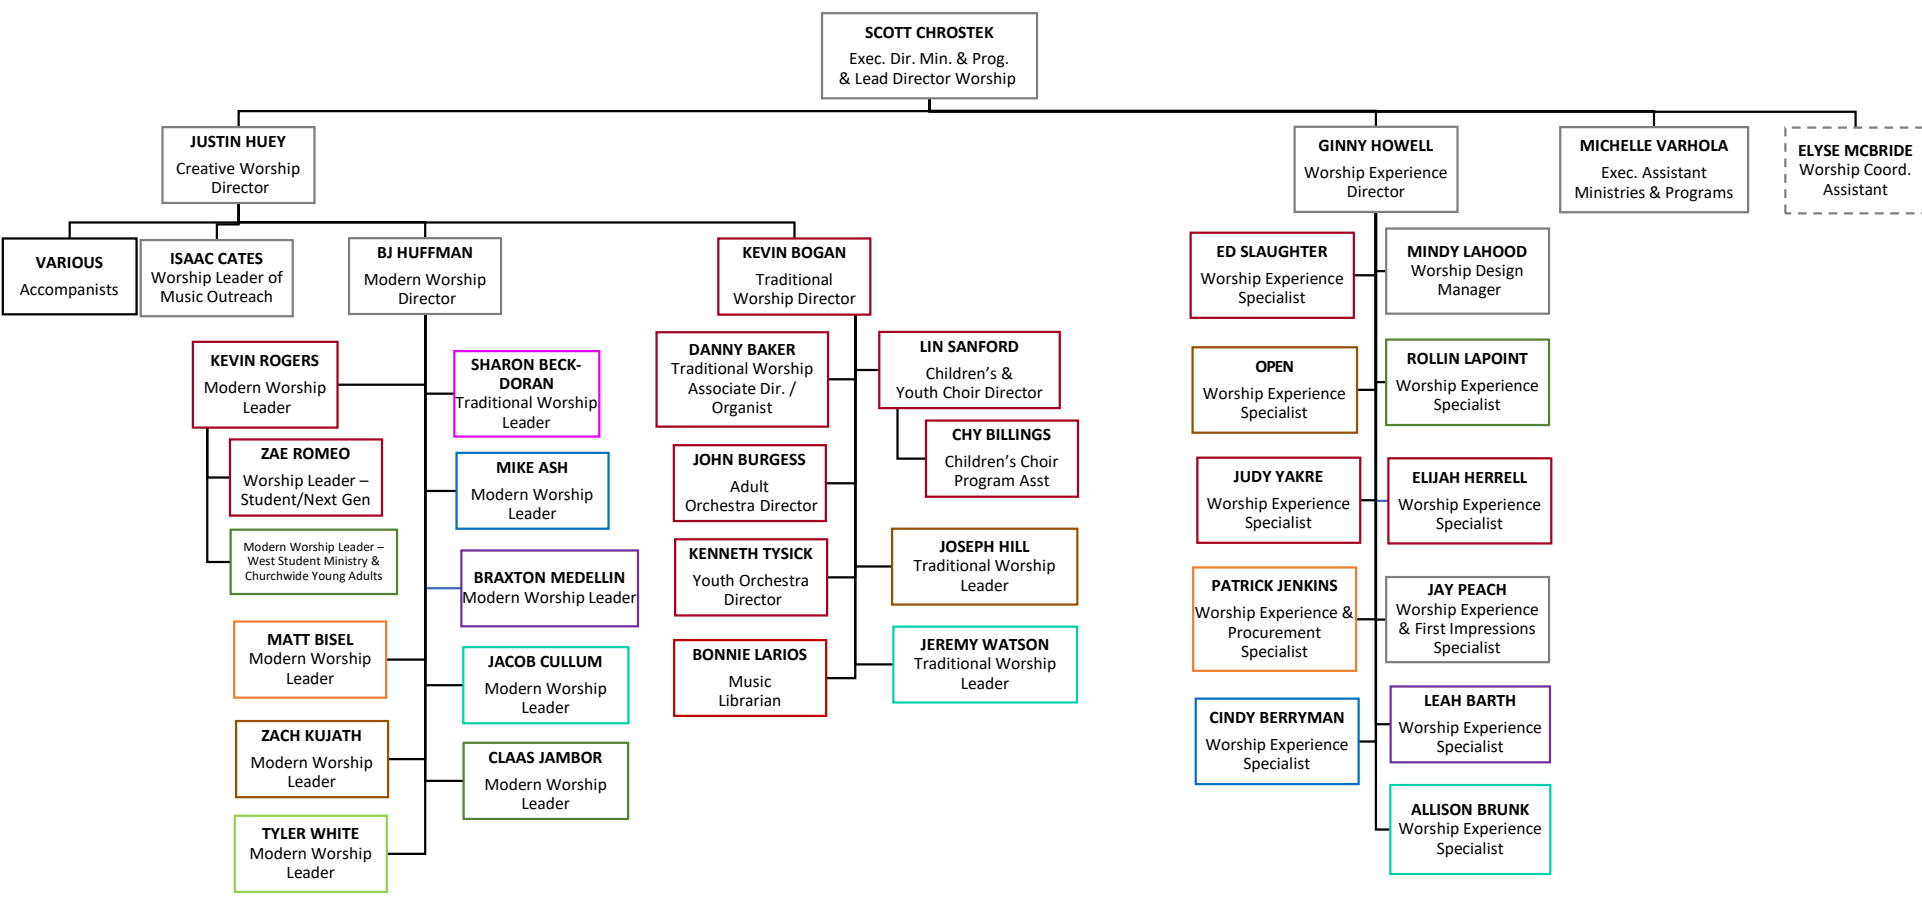 SCOTT CHROSTEK
Exec. Dir. Min. & Prog.
& Lead Director Worship
JUSTIN HUEY
Creative Worship
Director
GINNY HOWELL
Worship Experience
Director
MICHELLE VARHOLA
Exec. Assistant
Ministries & Programs
ELYSE MCBRIDE
Worship Coord.
Assistant
VARIOUS
Accompanists
ISAAC CATES
Worship Leader of
Music Outreach
BJ HUFFMAN
Modern Worship
Director
KEVIN BOGAN
Traditional
Worship Director
KEVIN ROGERS
Modern Worship
Leader
ZAE ROMEO
Worship Leader –
Student/Next Gen
Modern Worship Leader –
West Student Ministry &
Churchwide Young Adults
MATT BISEL
Modern Worship
Leader
ZACH KUJATH
Modern Worship
Leader
TYLER WHITE
Modern Worship
Leader
SHARON BECK-
DORAN
Traditional Worship
Leader
MIKE ASH
Modern Worship
Leader
BRAXTON MEDELLIN
Modern Worship Leader
JACOB CULLUM
Modern Worship
Leader
CLAAS JAMBOR
Modern Worship
Leader
DANNY BAKER
Traditional Worship
Associate Dir. /
Organist
JOHN BURGESS
Adult
Orchestra Director
KENNETH TYSICK
Youth Orchestra
Director
BONNIE LARIOS
Music
Librarian
LIN SANFORD
Children’s &
Youth Choir Director
CHY BILLINGS
Children’s Choir
Program Asst
JOSEPH HILL
Traditional Worship
Leader
JEREMY WATSON
Traditional Worship
Leader
ED SLAUGHTER
Worship Experience
Specialist
OPEN
Worship Experience
Specialist
JUDY YAKRE
Worship Experience
Specialist
PATRICK JENKINS
Worship Experience &
Procurement
Specialist
CINDY BERRYMAN
Worship Experience
Specialist
MINDY LAHOOD
Worship Design
Manager
ROLLIN LAPOINT
Worship Experience
Specialist
ELIJAH HERRELL
Worship Experience
Specialist
JAY PEACH
Worship Experience
& First Impressions
Specialist
LEAH BARTH
Worship Experience
Specialist
ALLISON BRUNK
Worship Experience
Specialist